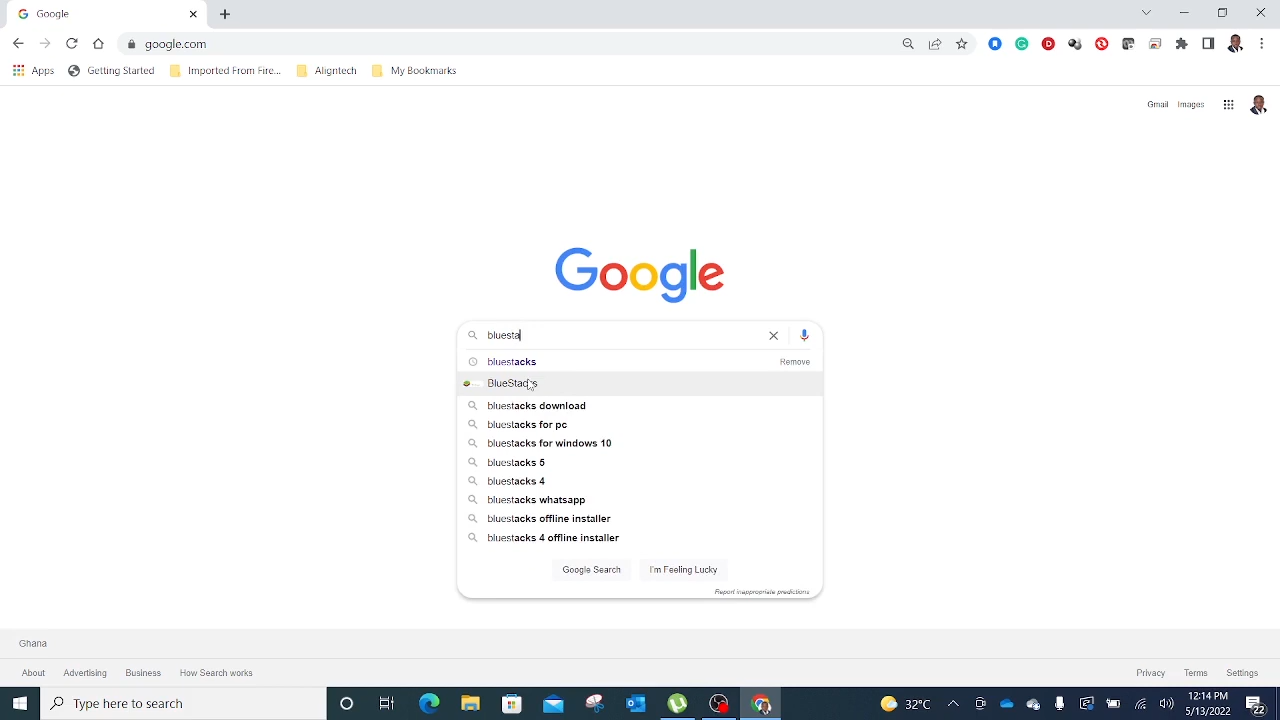 Google
google.com
Apps
Getting Started
Imported From Fire...
Aligntech
My Bookmarks
Gmail
Images
Google
bluesta
bluestacks
Remove
BlueStacks
bluestacks download
bluestacks for pc
bluestacks for windows 10
bluestacks 5
bluestacks 4
bluestacks whatsapp
bluestacks offline installer
bluestacks 4 offline installer
Google Search
I'm Feeling Lucky
Report inappropriate predictions
Ghana
About
Advertising
Business
How Search works
Privacy
Terms
Settings
Type here to search
22°C
12:14 PM
5/13/2022
22